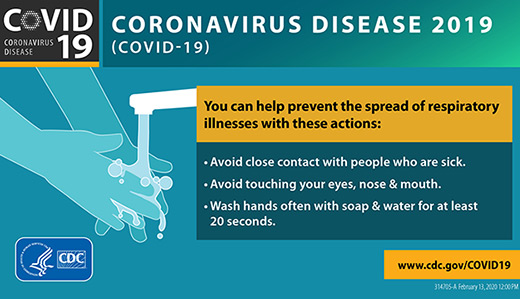 COVID
CORONAVIRUS
DISEASE
19
CORONAVIRUS DISEASE 2019
(COVID-19)
You can help prevent the spread of respiratory
illnesses with these actions:
• Avoid close contact with people who are sick.
• Avoid touching your eyes, nose & mouth.
• Wash hands often with soap & water for at least
20 seconds.
CDC
www.cdc.gov/COVID19
314705-A February 13, 2020 12:00 PM